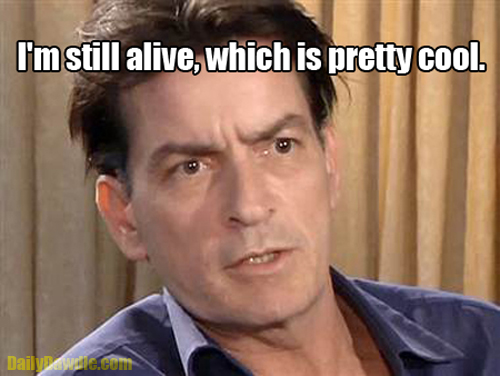 I'm still alive, which is pretty cool.
DailyDawdle.com